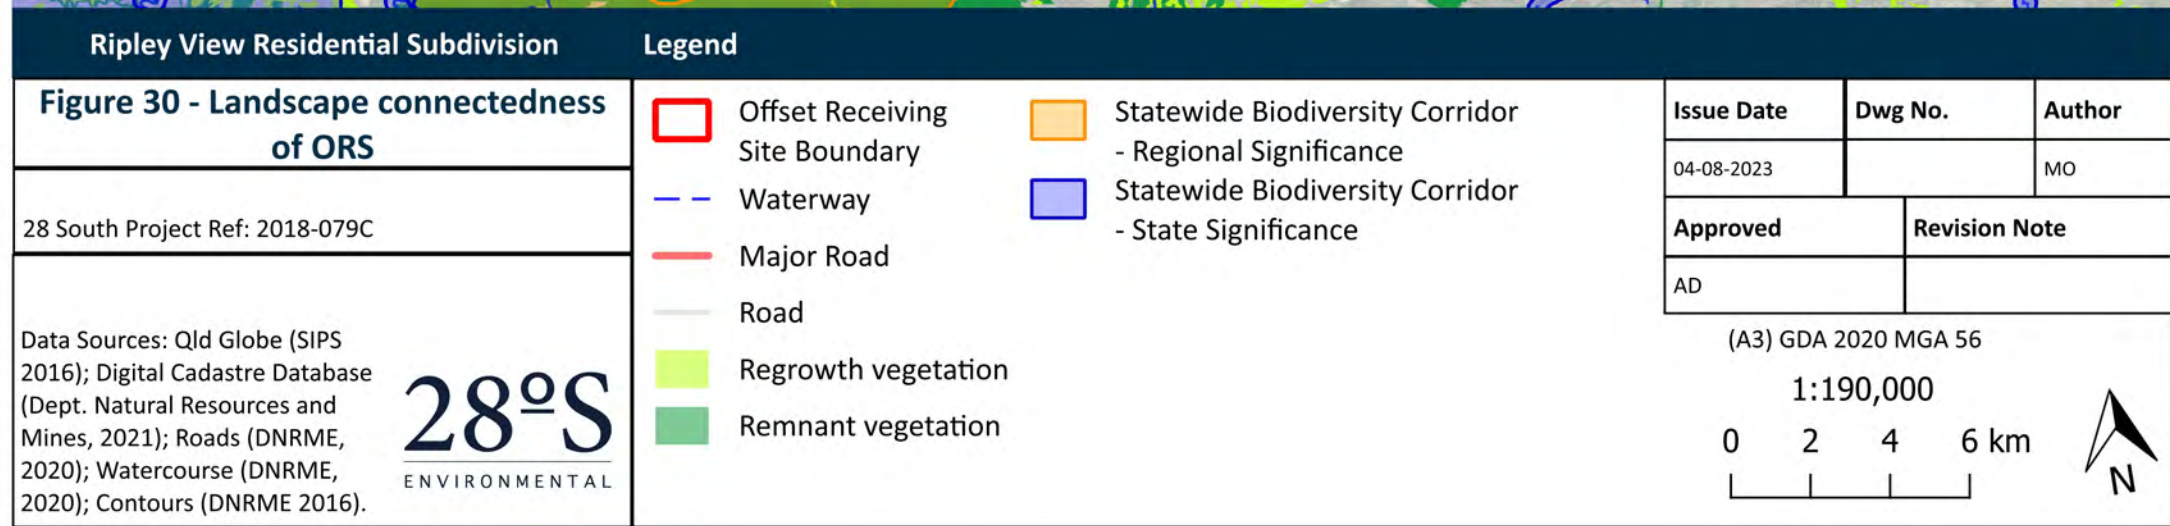 Ripley View Residential Subdivision
Figure 30 - Landscape connectedness
of ORS
28 South Project Ref: 2018-079C
Data Sources: Qld Globe (SIPS
2016); Digital Cadastre Database
(Dept. Natural Resources and
Mines, 2021); Roads (DNRME,
2020); Watercourse (DNRME,
2020); Contours (DNRME 2016).
28ºS
ENVIRONMENTAL
Legend
Offset Receiving
Site Boundary
Waterway
Major Road
Road
Regrowth vegetation
Remnant vegetation
Statewide Biodiversity Corridor
- Regional Significance
Statewide Biodiversity Corridor
- State Significance
Issue Date Dwg No. Author
04-08-2023 MO
Approved Revision Note
AD
(A3) GDA 2020 MGA 56
1:190,000
0 2 4 6 km
N